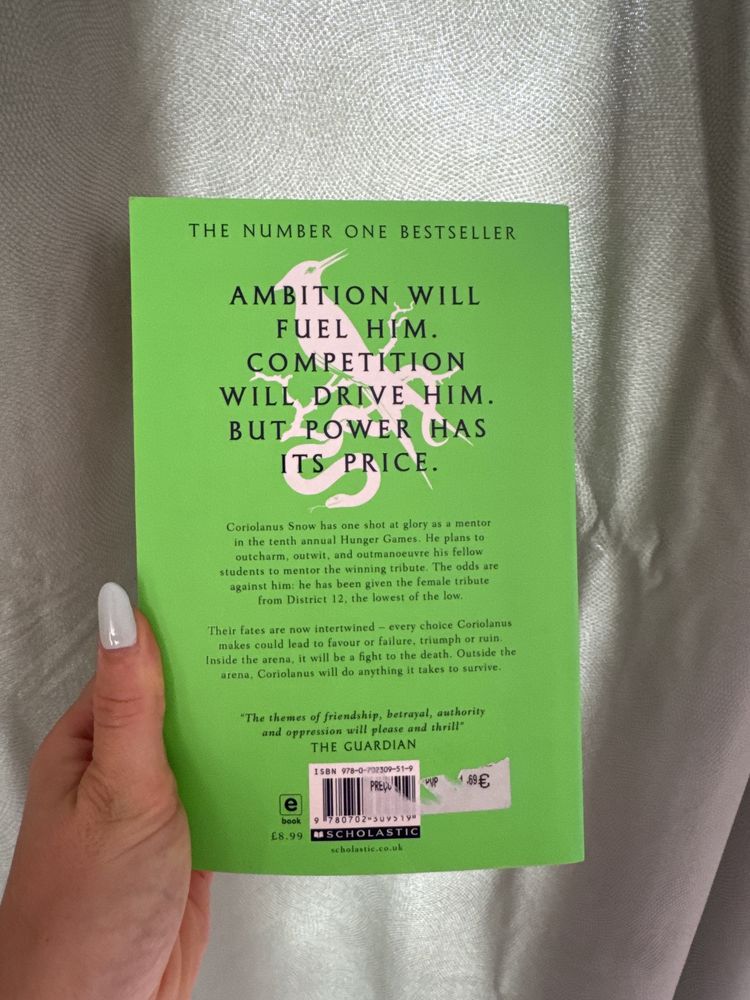 THE NUMBER ONE BESTSELLER
AMBITION WILL
FUEL HIM.
COMPETITION
WILL DRIVE HIM.
BUT POWER HAS
ITS PRICE.
Coriolanus Snow has one shot at glory as a mentor
in the tenth annual Hunger Games. He plans to
outcharm, outwit, and outmanoeuvre his fellow
students to mentor the winning tribute. The odds are
against him: he has been given the female tribute
from District 12, the lowest of the low.
Their fates are now intertwined – every choice Coriolanus
makes could lead to favour or failure, triumph or ruin.
Inside the arena, it will be a fight to the death. Outside the
arena, Coriolanus will do anything it takes to survive.
"The themes of friendship, betrayal, authority
and oppression will please and thrill"
THE GUARDIAN
ISBN 978-0-702309-51-9
PVP .69€
9 780702 309519
e
book
£8.99
SCHOLASTIC
scholastic.co.uk